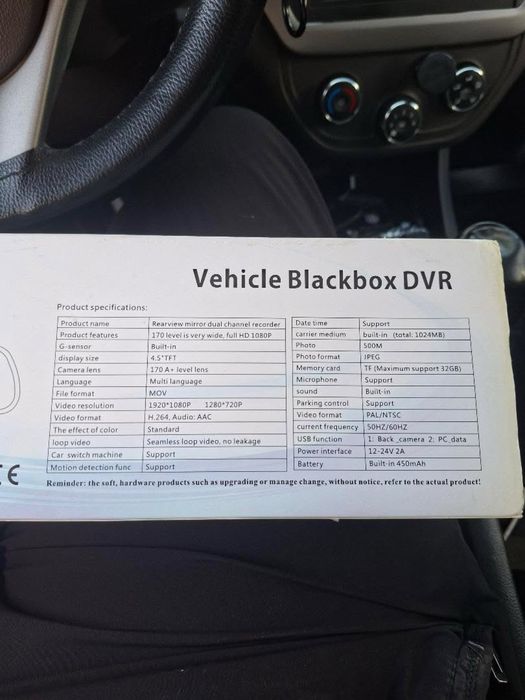 Vehicle Blackbox DVR
Product specifications:
Product name Rearview mirror dual channel recorder
Product features 170 level is very wide, full HD 1080P
G-sensor Built-in
display size 4.5"TFT
Camera lens 170 A+ level lens
Language Multi language
File format MOV
Video resolution 1920*1080P 1280*720P
Video format H.264, Audio: AAC
The effect of color Standard
loop video Seamless loop video, no leakage
Car switch machine Support
Motion detection func Support
Date time Support
carrier medium built-in (total: 1024MB)
Photo 500M
Photo format JPEG
Memory card TF (Maximum support 32GB)
Microphone Support
sound Built-in
Parking control Support
Video format PAL/NTSC
current frequency 50HZ/60HZ
USB function 1: Back_camera 2: PC_data
Power interface 12-24V 2A
Battery Built-in 450mAh
CE
Reminder: the soft, hardware products such as upgrading or manage change, without notice, refer to the actual product!